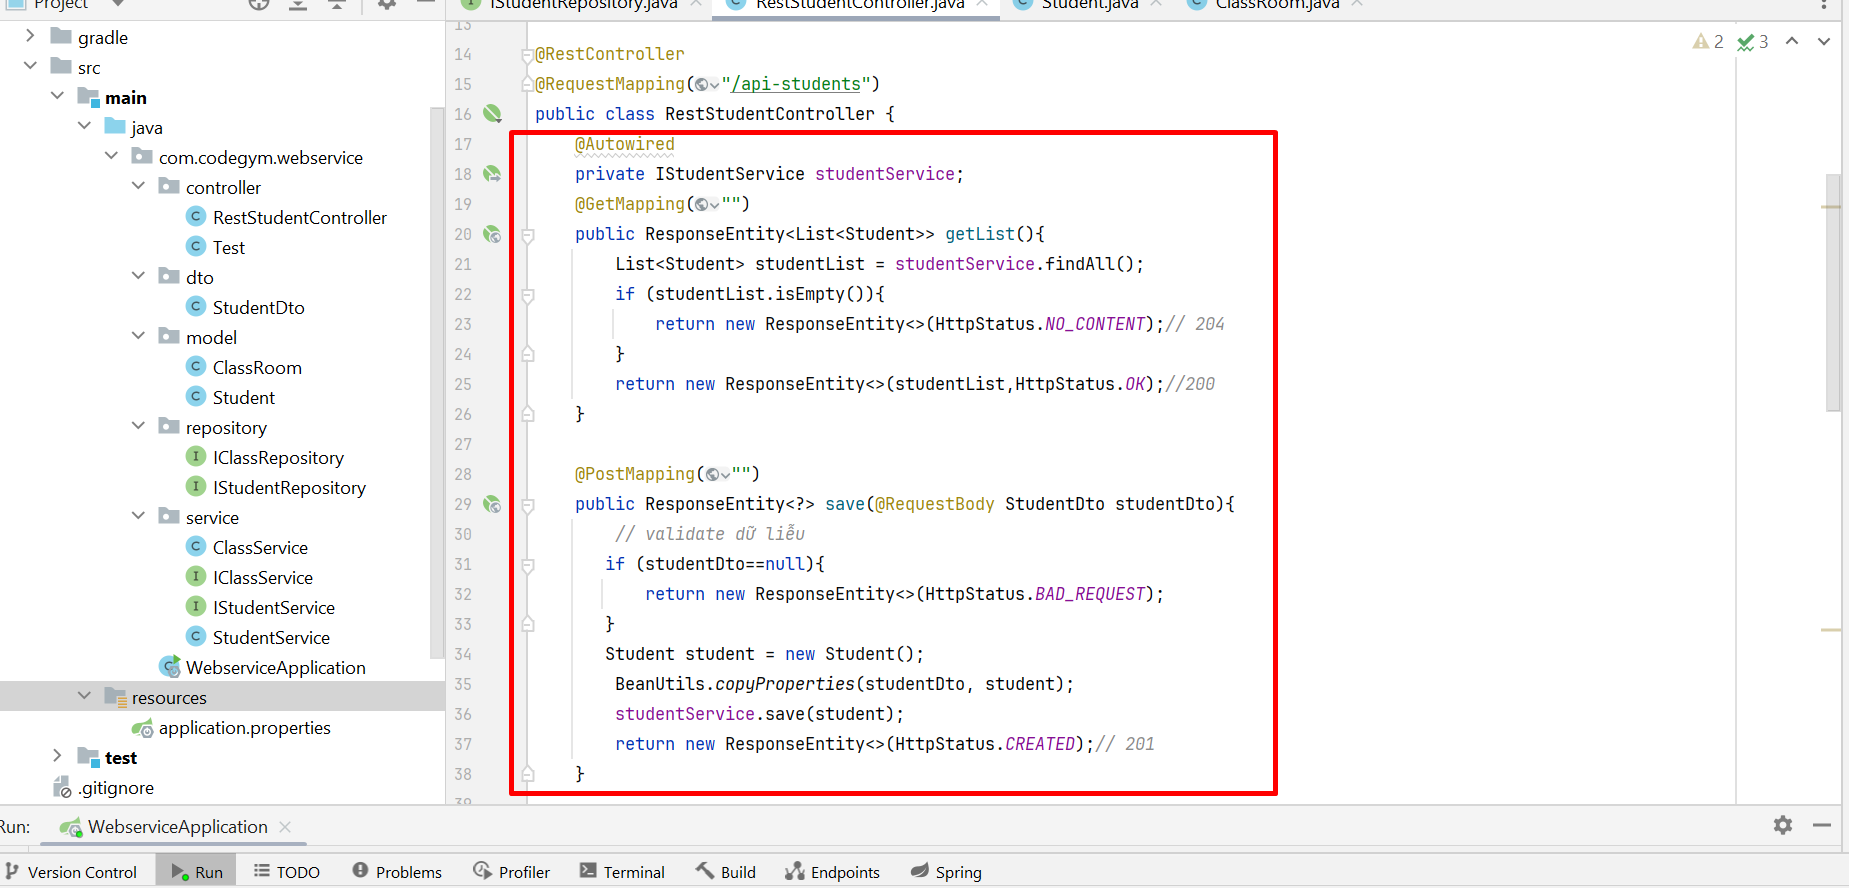 Project
IStudentRepository.java
RestStudentController.java
Student.java
ClassRoom.java
gradle
src
main
java
com.codegym.webservice
controller
RestStudentController
Test
dto
StudentDto
model
ClassRoom
Student
repository
IClassRepository
IStudentRepository
service
ClassService
IClassService
IStudentService
StudentService
WebserviceApplication
resources
application.properties
test
.gitignore
2 3
13
14 @RestController
15 @RequestMapping("/api-students")
16 public class RestStudentController {
17 @Autowired
18 private IStudentService studentService;
19 @GetMapping("")
20 public ResponseEntity<List<Student>> getList(){
21 List<Student> studentList = studentService.findAll();
22 if (studentList.isEmpty()){
23 return new ResponseEntity<>(HttpStatus.NO_CONTENT);// 204
24 }
25 return new ResponseEntity<>(studentList,HttpStatus.OK);//200
26 }
27
28 @PostMapping("")
29 public ResponseEntity<?> save(@RequestBody StudentDto studentDto){
30 // validate dữ liễu
31 if (studentDto==null){
32 return new ResponseEntity<>(HttpStatus.BAD_REQUEST);
33 }
34 Student student = new Student();
35 BeanUtils.copyProperties(studentDto, student);
36 studentService.save(student);
37 return new ResponseEntity<>(HttpStatus.CREATED);// 201
38 }
39
Run: WebserviceApplication
Version Control Run TODO Problems Profiler Terminal Build Endpoints Spring